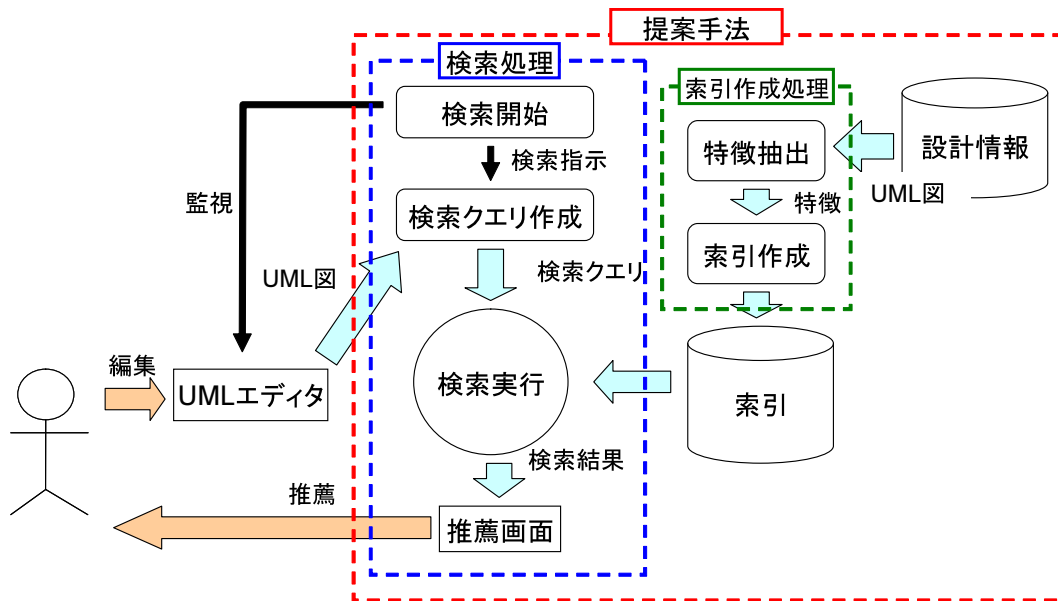 提案手法
検索処理
索引作成処理
検索開始
検索指示
特徴抽出
設計情報
UML図
監視
検索クエリ作成
特徴
索引作成
UML図
検索クエリ
編集
UMLエディタ
検索実行
索引
検索結果
推薦
推薦画面